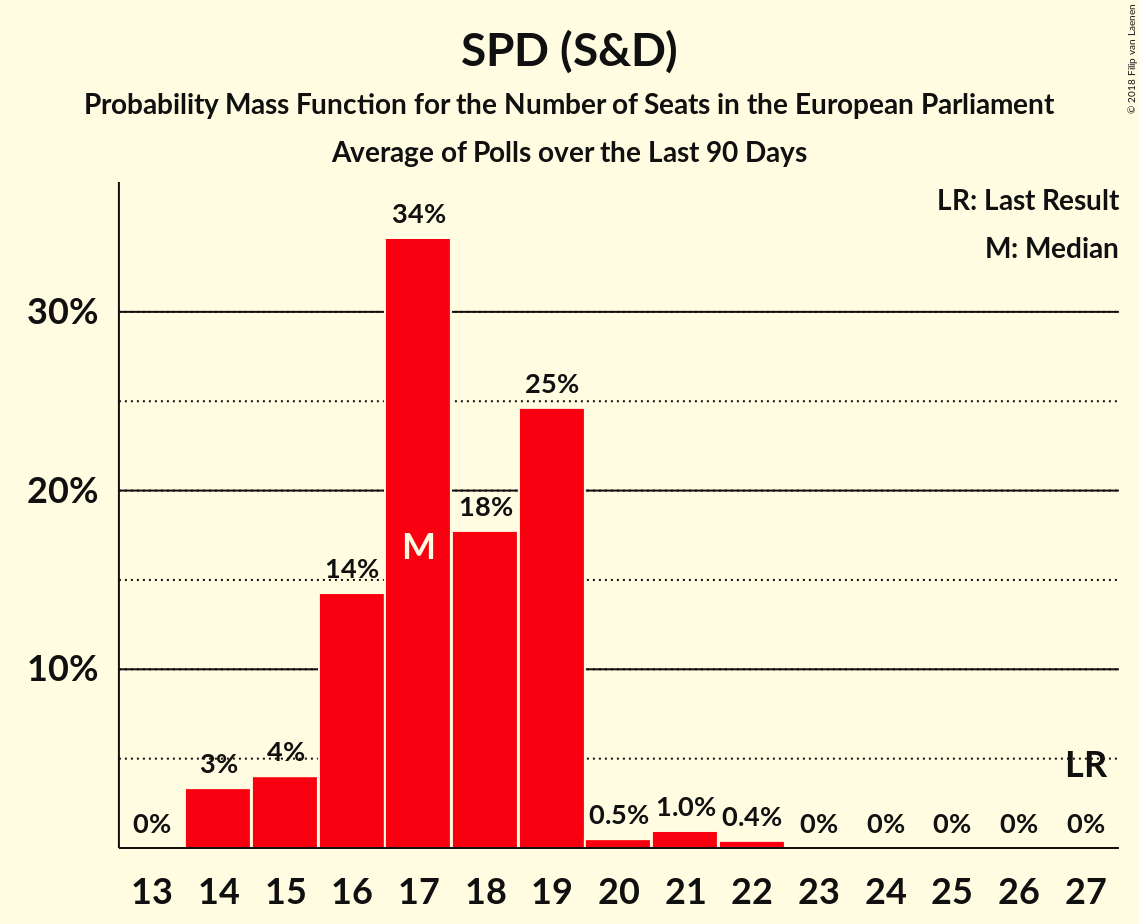 SPD (S&D)
Probability Mass Function for the Number of Seats in the European Parliament
Average of Polls over the Last 90 Days
© 2018 Filip van Laenen
LR: Last Result
M: Median
34%
30%
25%
20%
18%
M
14%
10%
3%
4%
LR
0%
0.5%
1.0%
0.4%
0%
0%
0%
0%
0%
13 14 15 16 17 18 19 20 21 22 23 24 25 26 27